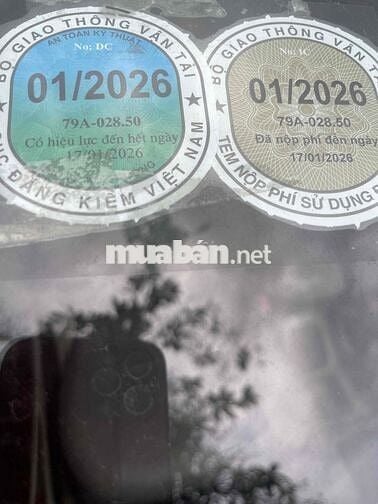 BỘ GIAO THÔNG VẬN TẢI
AN TOÀN KỸ THUẬT
No: DC
01/2026
79A-028.50
Có hiệu lực đến hết ngày
17/01/2026
ĐĂNG KIỂM VIỆT NAM
BỘ GIAO THÔNG VẬN TẢI
No: 1C
01/2026
79A-028.50
Đã nộp phí đến ngày
17/01/2026
TEM NỘP PHÍ SỬ DỤNG
muaban.net